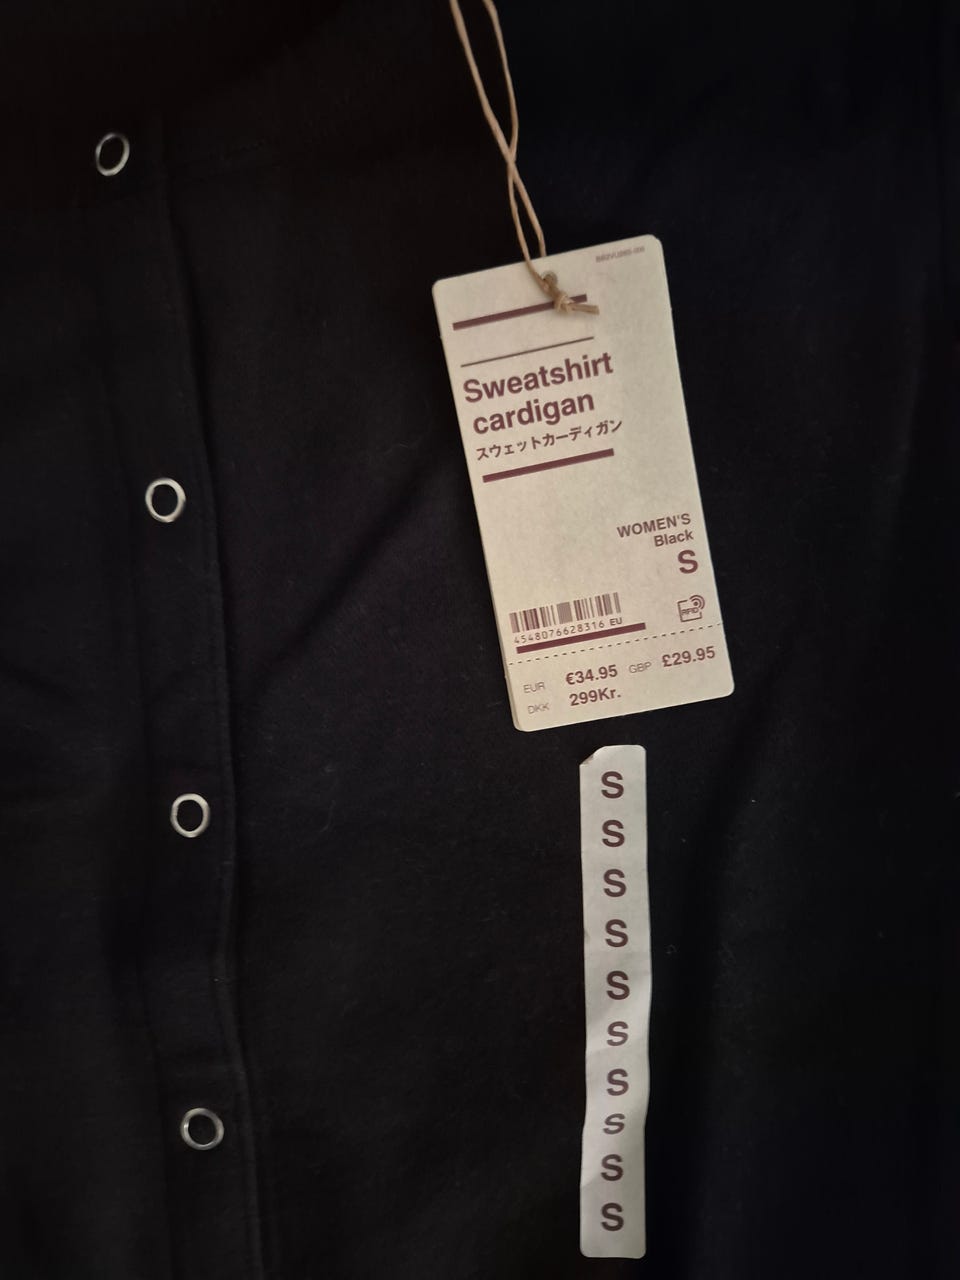 Sweatshirt
cardigan
スウェットカーディガン
WOMEN'S
Black
S
RFID
4548076628316 EU
EUR €34.95 GBP £29.95
DKK 299Kr.
S
S
S
S
S
S
S
S
S
S